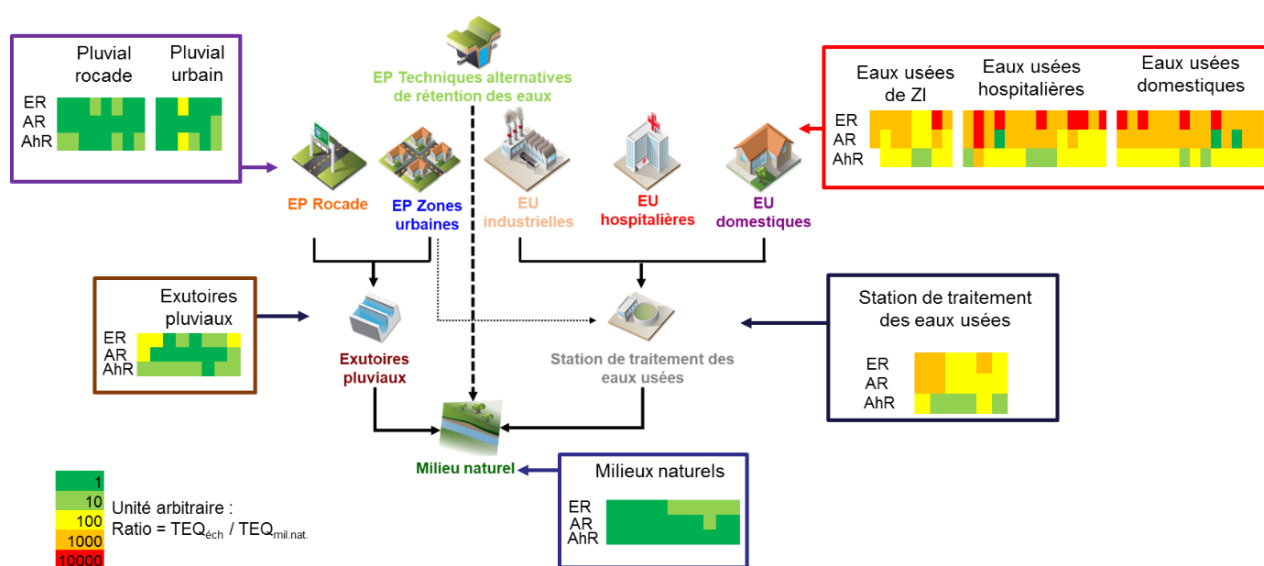 Pluvial
rocade
Pluvial
urbain
ER
AR
AhR
EP Techniques alternatives
de rétention des eaux
Eaux usées
de ZI
Eaux usées
hospitalières
Eaux usées
domestiques
ER
AR
AhR
EP Rocade
EP Zones
urbaines
EU
industrielles
EU
hospitalières
EU
domestiques
Exutoires
pluviaux
ER
AR
AhR
Exutoires
pluviaux
Station de traitement des
eaux usées
Station de traitement
des eaux usées
ER
AR
AhR
Milieu naturel
Milieux naturels
ER
AR
AhR
1
10
100
1000
10000
Unité arbitraire :
Ratio = TEQéch / TEQmil.nat.